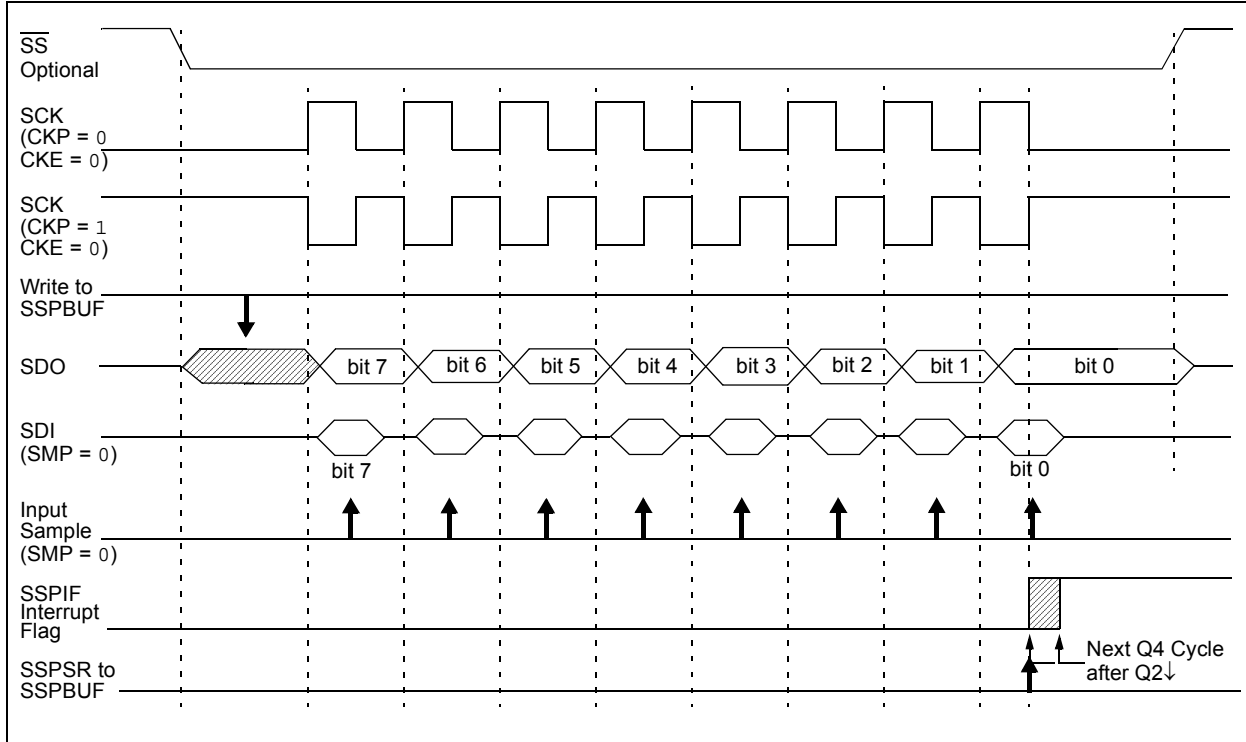 SS
Optional
SCK
(CKP = 0
CKE = 0)
SCK
(CKP = 1
CKE = 0)
Write to
SSPBUF
SDO
bit 7 bit 6 bit 5 bit 4 bit 3 bit 2 bit 1 bit 0
SDI
(SMP = 0)
bit 7 bit 0
Input
Sample
(SMP = 0)
SSPIF
Interrupt
Flag
Next Q4 Cycle
after Q2↓
SSPSR to
SSPBUF